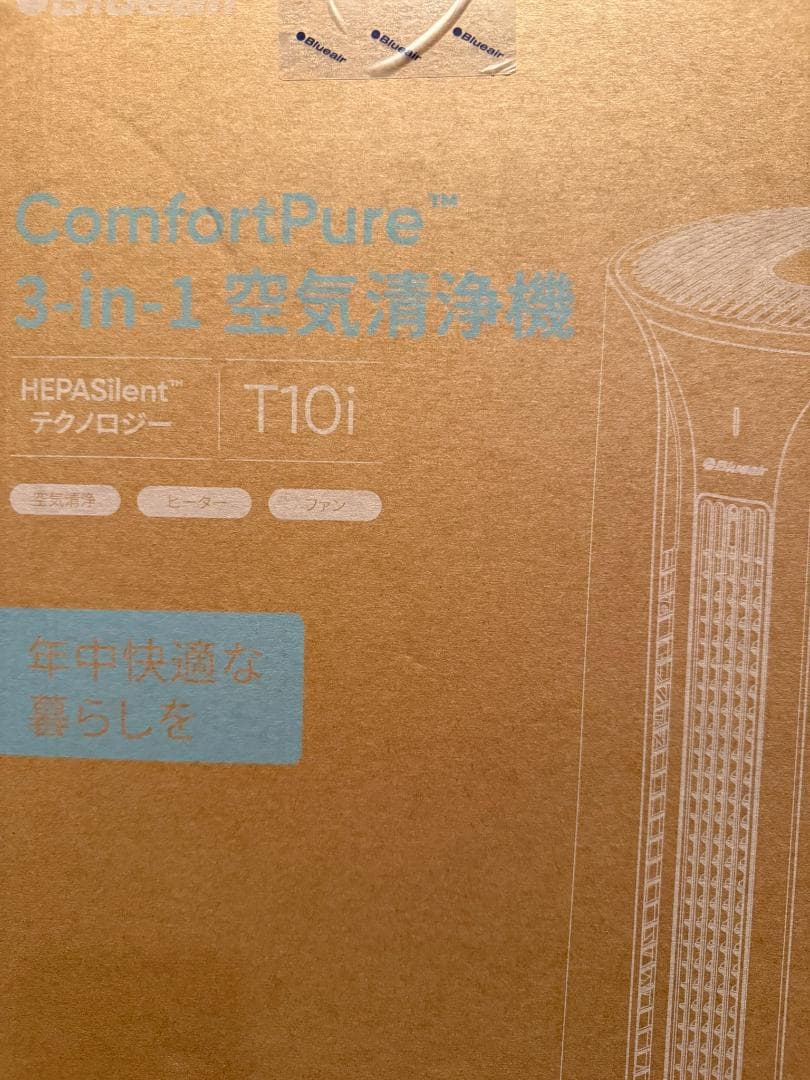 Blueair
Blueair Blueair Blueair
ComfortPure™
3-in-1 空気清浄機
HEPASilent™
テクノロジー
T10i
空気清浄 ヒーター ファン
Blueair
年中快適な
暮らしを